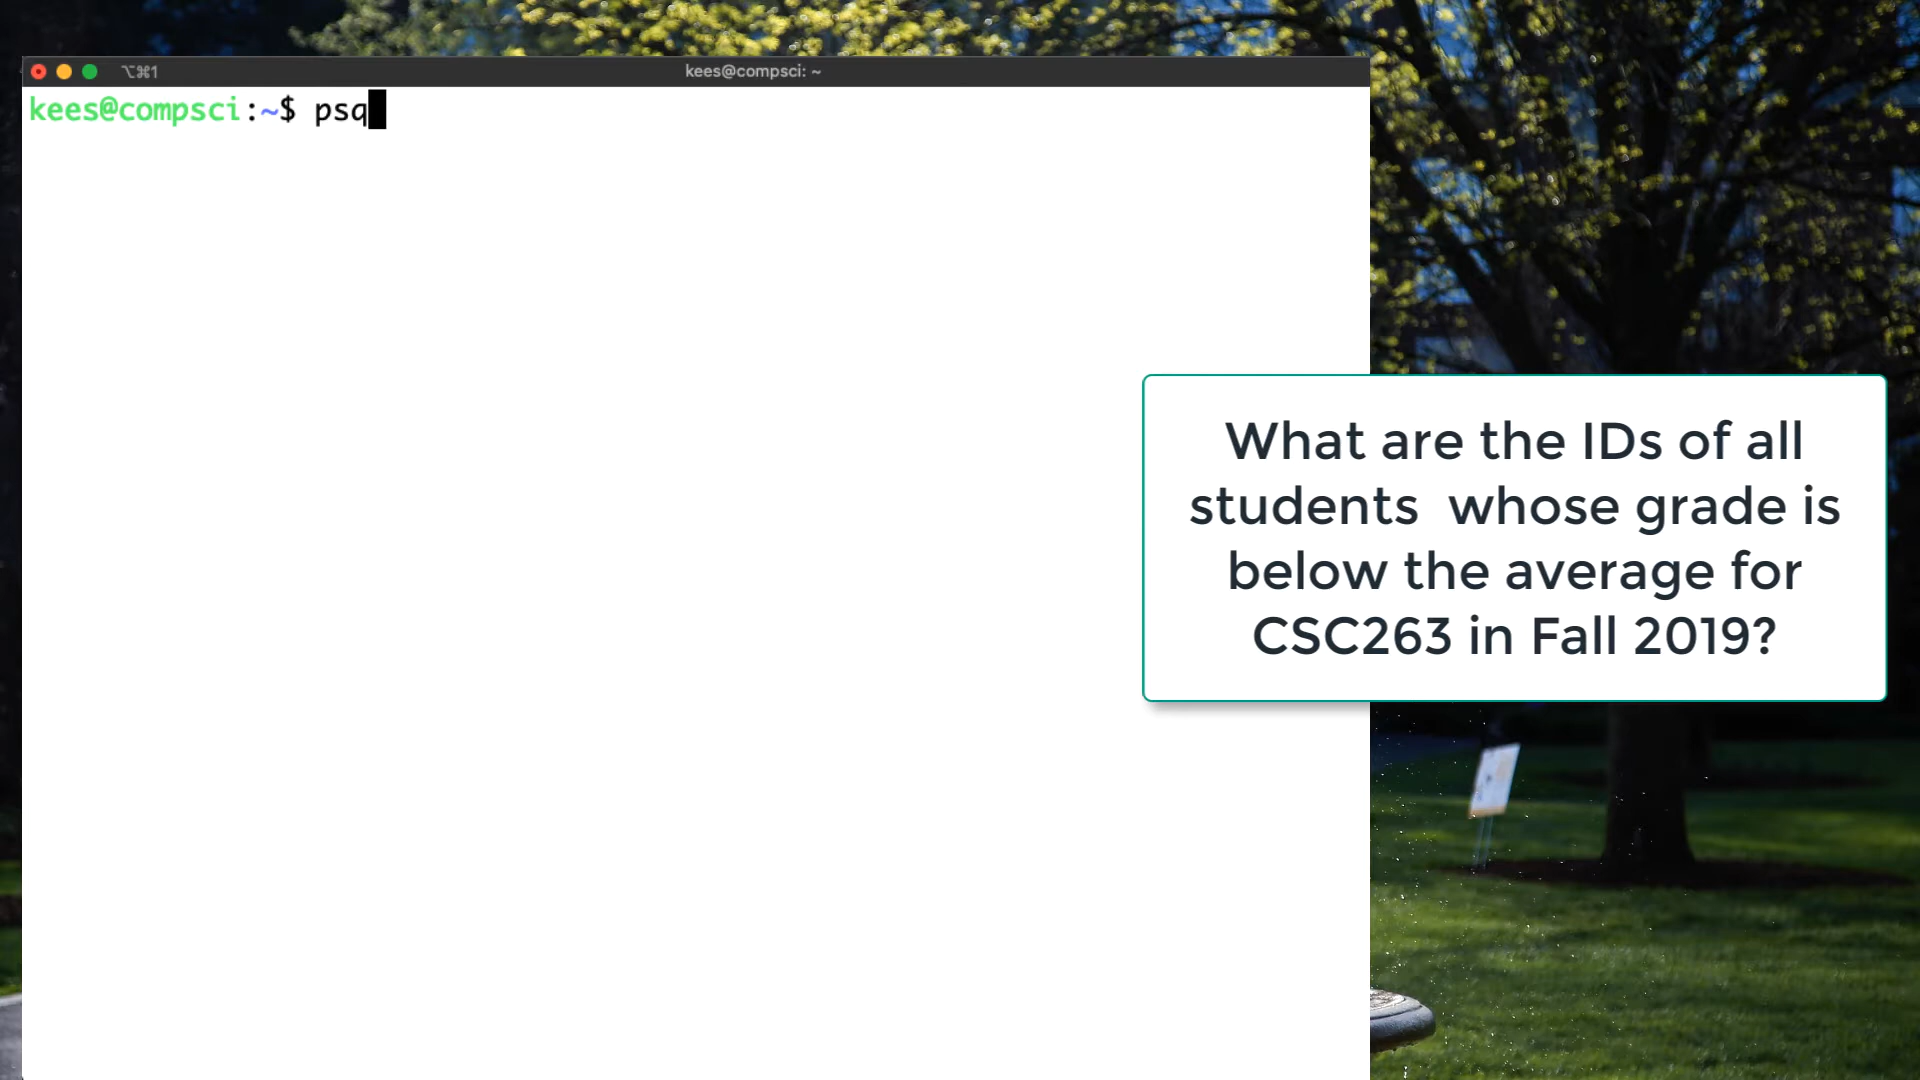 ⌥⌘1
kees@compsci: ~
kees@compsci:~$ psq
What are the IDs of all
students  whose grade is
below the average for
CSC263 in Fall 2019?